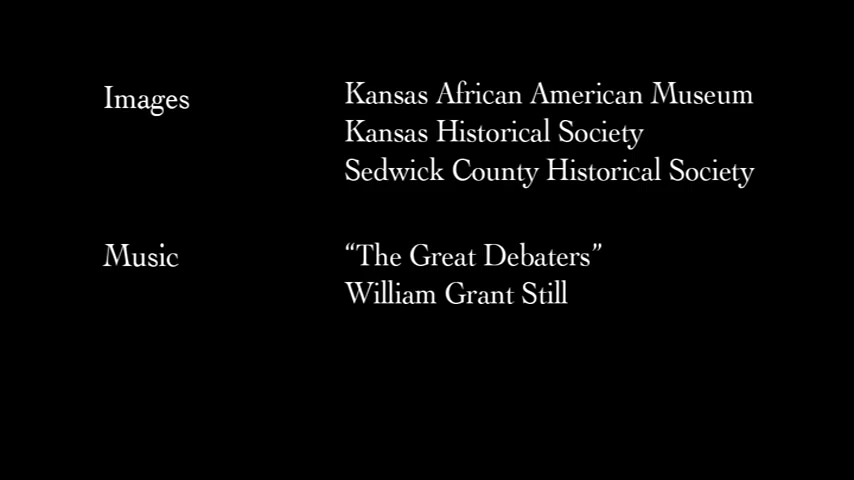 Images
Kansas African American Museum
Kansas Historical Society
Sedwick County Historical Society
Music
“The Great Debaters”
William Grant Still